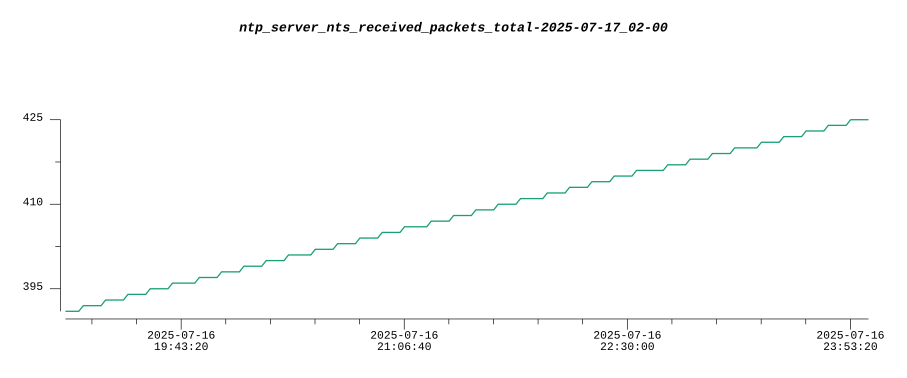 ntp_server_nts_received_packets_total-2025-07-17_02-00
425
410
395
2025-07-16 2025-07-16 2025-07-16 2025-07-16
19:43:20 21:06:40 22:30:00 23:53:20